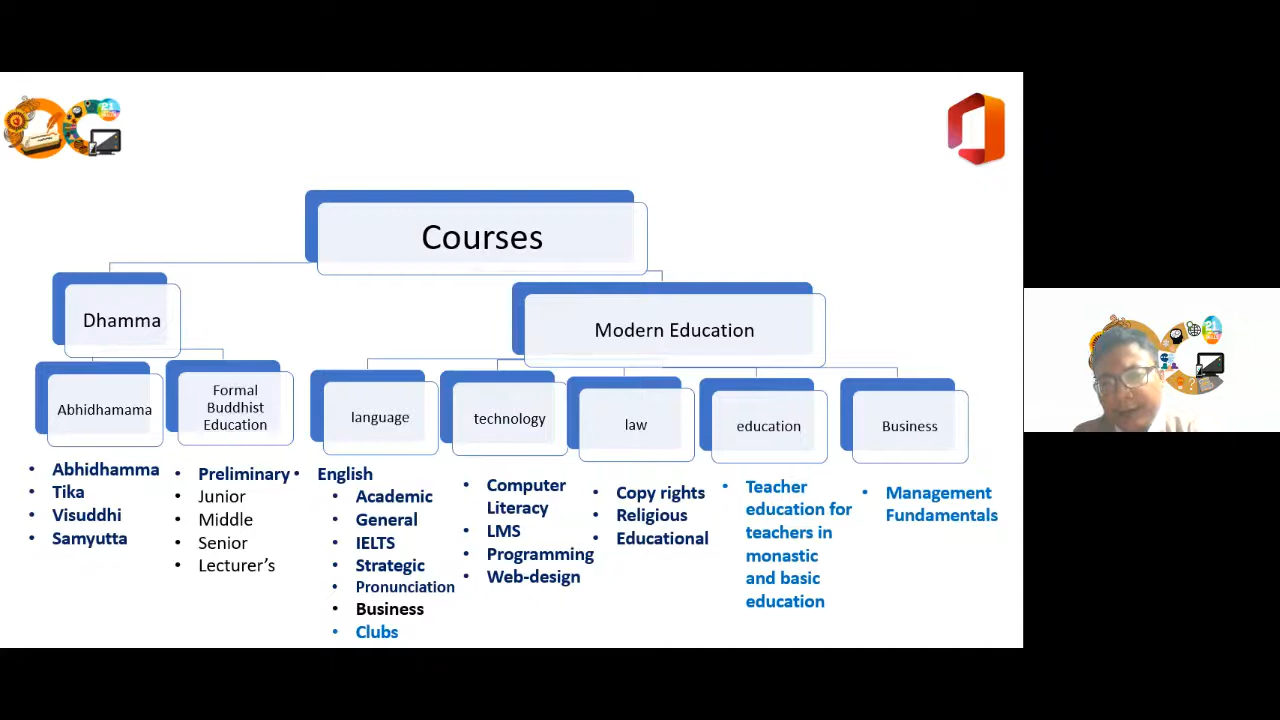 Courses
Dhamma
Modern Education
Abhidhamama
Formal
Buddhist
Education
language
technology
law
education
Business
• Abhidhamma
• Tika
• Visuddhi
• Samyutta
• Preliminary
• Junior
• Middle
• Senior
• Lecturer's
• English
• Academic
• General
• IELTS
• Strategic
• Pronunciation
• Business
• Clubs
• Computer
Literacy
• LMS
• Programming
• Web-design
• Copy rights
• Religious
• Educational
• Teacher
education for
teachers in
monastic
and basic
education
• Management
Fundamentals
21
21